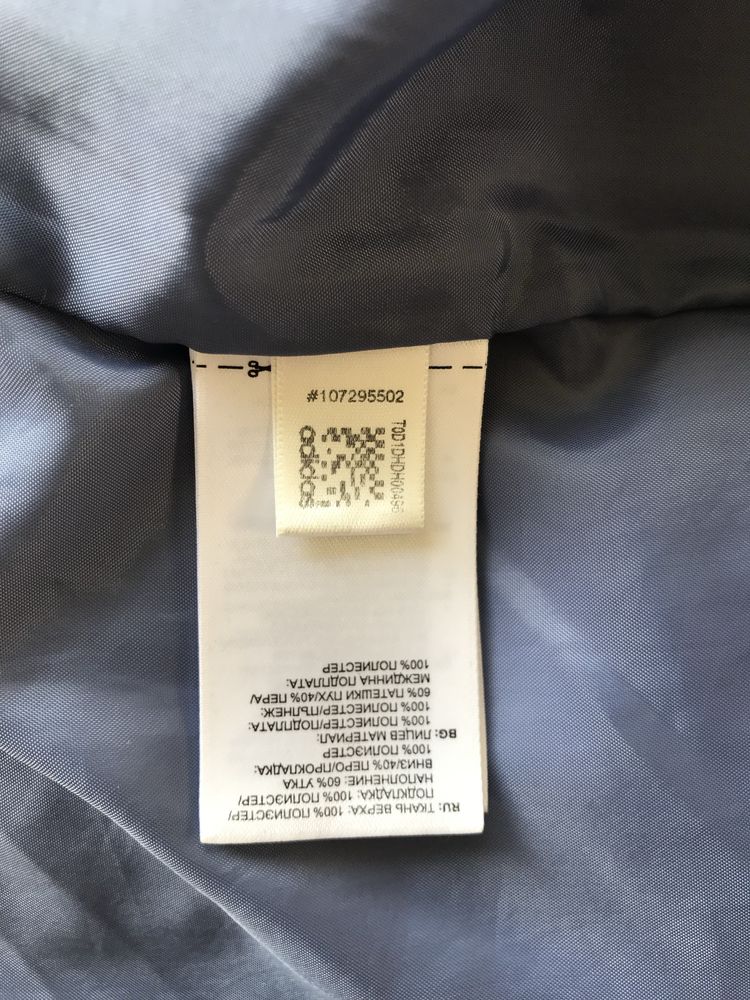 #107295502
T0D1DHDH00496
RU: ТКАНЬ ВЕРХА: 100% ПОЛИЭСТЕР/
ПОДКЛАДКА: 100% ПОЛИЭСТЕР/
НАПОЛНЕНИЕ: 60% УТКА
ВНИЗ/40% ПЕРО/ПРОКЛАДКА:
100% ПОЛИЭСТЕР
BG: ЛИЦЕВ МАТЕРИАЛ:
100% ПОЛИЕСТЕР/ПОДПЛАТА:
100% ПОЛИЕСТЕР/ПЪЛНЕЖ:
60% ПАТЕШКИ ПУХ/40% ПЕРА/
МЕЖДИННА ПОДПЛАТА:
100% ПОЛИЕСТЕР